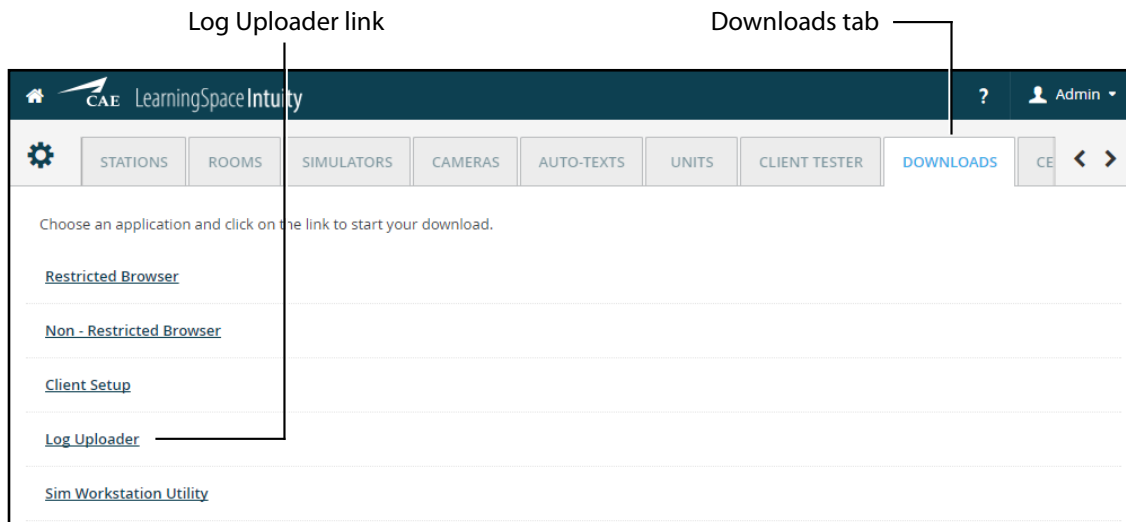 Log Uploader link
Downloads tab
CAE LearningSpace Intuity
? Admin
STATIONS ROOMS SIMULATORS CAMERAS AUTO-TEXTS UNITS CLIENT TESTER DOWNLOADS CE
Choose an application and click on the link to start your download.
Restricted Browser
Non - Restricted Browser
Client Setup
Log Uploader
Sim Workstation Utility